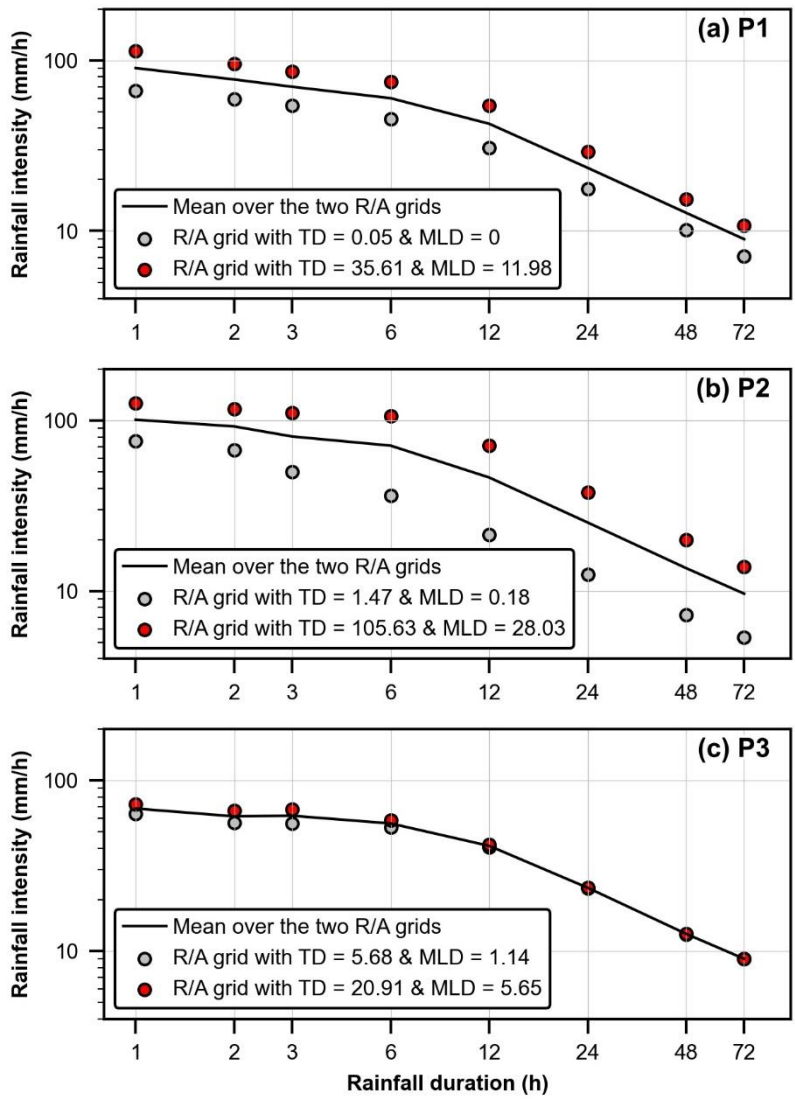 (a) P1
Rainfall intensity (mm/h)
100
10
Mean over the two R/A grids
R/A grid with TD = 0.05 & MLD = 0
R/A grid with TD = 35.61 & MLD = 11.98
1 2 3 6 12 24 48 72
(b) P2
Rainfall intensity (mm/h)
100
10
Mean over the two R/A grids
R/A grid with TD = 1.47 & MLD = 0.18
R/A grid with TD = 105.63 & MLD = 28.03
1 2 3 6 12 24 48 72
(c) P3
Rainfall intensity (mm/h)
100
10
Mean over the two R/A grids
R/A grid with TD = 5.68 & MLD = 1.14
R/A grid with TD = 20.91 & MLD = 5.65
1 2 3 6 12 24 48 72
Rainfall duration (h)